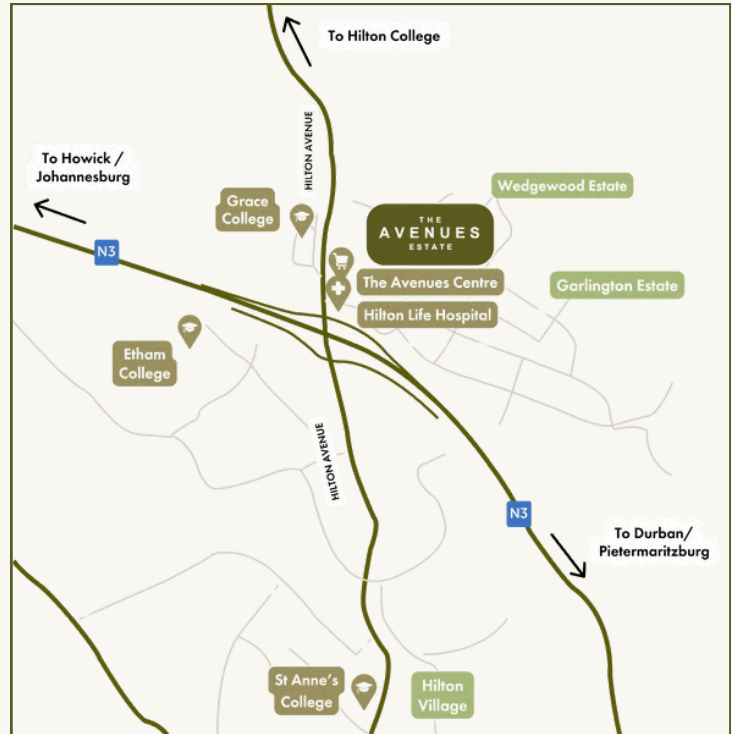 To Hilton College
HILTON AVENUE
To Howick /
Johannesburg
Wedgewood Estate
Grace
College
THE
AVENUES
ESTATE
N3
The Avenues Centre
Garlington Estate
Hilton Life Hospital
Etham
College
HILTON AVENUE
N3
To Durban/
Pietermaritzburg
St Anne's
College
Hilton
Village